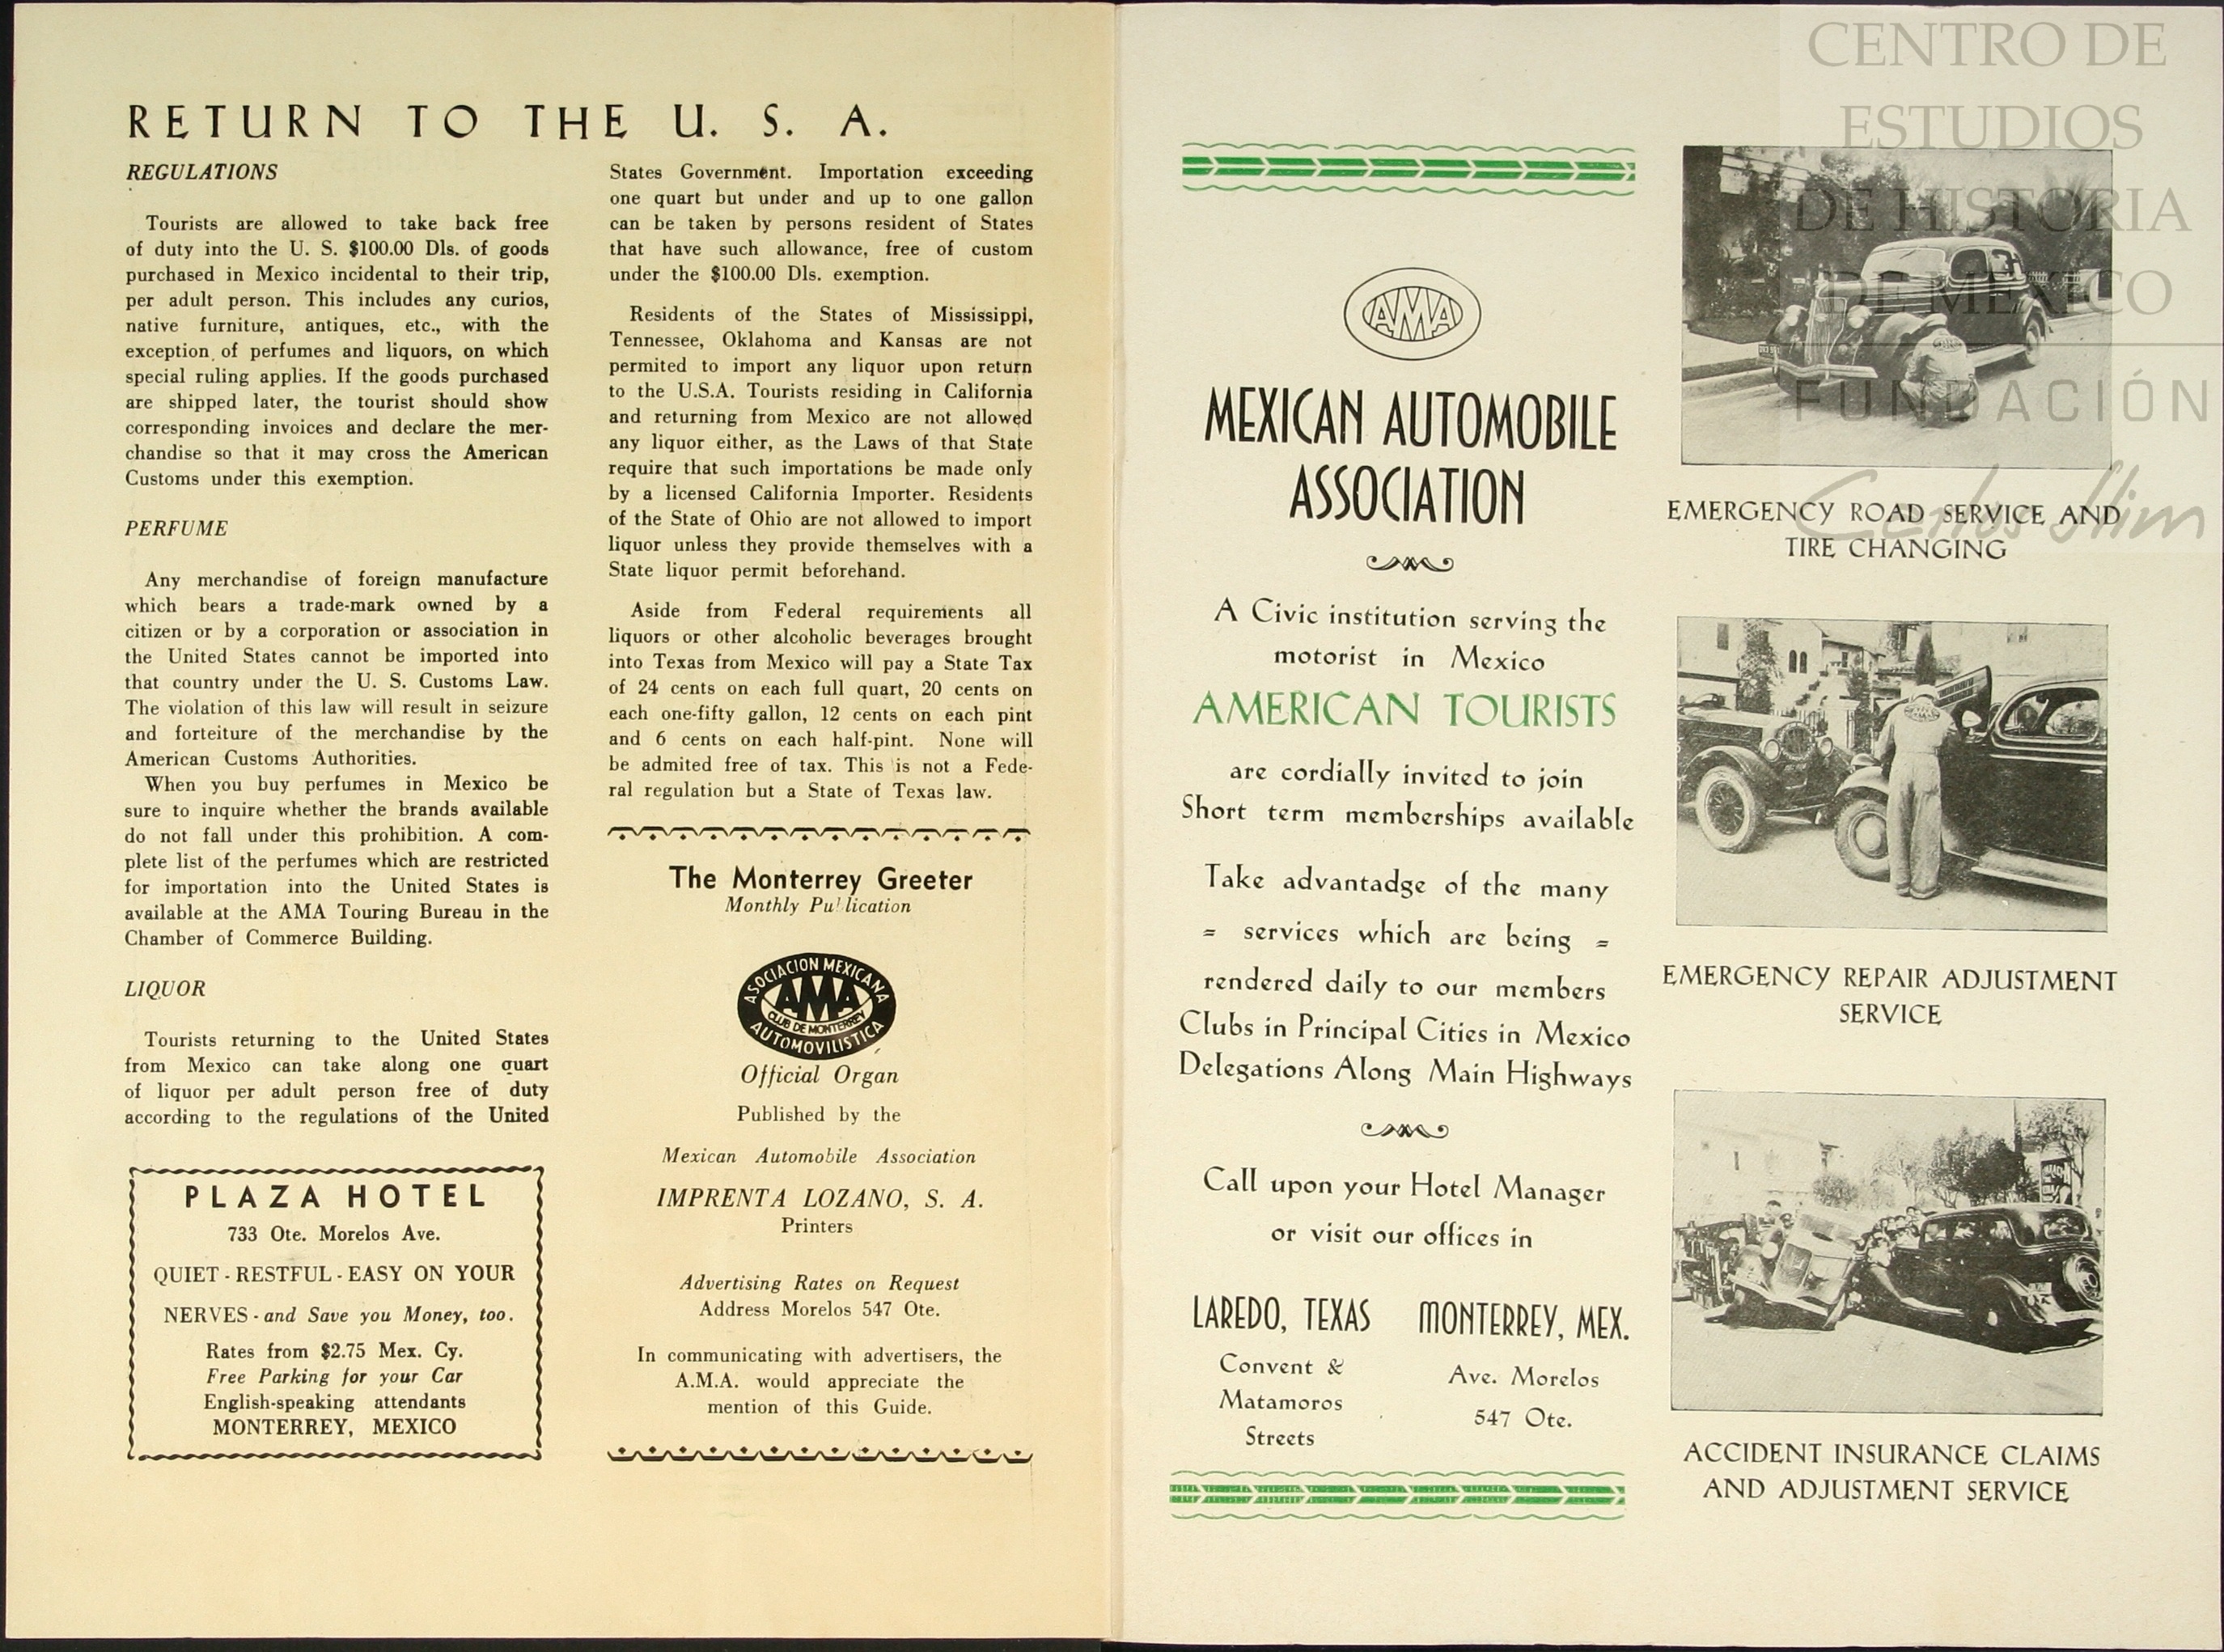 RETURN TO THE U. S. A.
REGULATIONS
Tourists are allowed to take back free
of duty into the U. S. $100.00 Dls. of goods
purchased in Mexico incidental to their trip,
per adult person. This includes any curios,
native furniture, antiques, etc., with the
exception of perfumes and liquors, on which
special ruling applies. If the goods purchased
are shipped later, the tourist should show
corresponding invoices and declare the mer-
chandise so that it may cross the American
Customs under this exemption.
PERFUME
Any merchandise of foreign manufacture
which bears a trade-mark owned by a
citizen or by a corporation or association in
the United States cannot be imported into
that country under the U. S. Customs Law.
The violation of this law will result in seizure
and forteiture of the merchandise by the
American Customs Authorities.
When you buy perfumes in Mexico be
sure to inquire whether the brands available
do not fall under this prohibition. A com-
plete list of the perfumes which are restricted
for importation into the United States is
available at the AMA Touring Bureau in the
Chamber of Commerce Building.
LIQUOR
Tourists returning to the United States
from Mexico can take along one quart
of liquor per adult person free of duty
according to the regulations of the United
PLAZA HOTEL
733 Ote. Morelos Ave.
QUIET - RESTFUL - EASY ON YOUR
NERVES - and Save you Money, too.
Rates from $2.75 Mex. Cy.
Free Parking for your Car
English-speaking attendants
MONTERREY, MEXICO
States Government. Importation exceeding
one quart but under and up to one gallon
can be taken by persons resident of States
that have such allowance, free of custom
under the $100.00 Dls. exemption.
Residents of the States of Mississippi,
Tennessee, Oklahoma and Kansas are not
permited to import any liquor upon return
to the U.S.A. Tourists residing in California
and returning from Mexico are not allowed
any liquor either, as the Laws of that State
require that such importations be made only
by a licensed California Importer. Residents
of the State of Ohio are not allowed to import
liquor unless they provide themselves with a
State liquor permit beforehand.
Aside from Federal requirements all
liquors or other alcoholic beverages brought
into Texas from Mexico will pay a State Tax
of 24 cents on each full quart, 20 cents on
each one-fifty gallon, 12 cents on each pint
and 6 cents on each half-pint. None will
be admited free of tax. This is not a Fede-
ral regulation but a State of Texas law.
The Monterrey Greeter
Monthly Publication
ASOCIACION MEXICANA
AMA
CLUB DE MONTERREY
AUTOMOVILISTICA
Official Organ
Published by the
Mexican Automobile Association
IMPRENTA LOZANO, S. A.
Printers
Advertising Rates on Request
Address Morelos 547 Ote.
In communicating with advertisers, the
A.M.A. would appreciate the
mention of this Guide.
AMA
MEXICAN AUTOMOBILE
ASSOCIATION
A Civic institution serving the
motorist in Mexico
AMERICAN TOURISTS
are cordially invited to join
Short term memberships available
Take advantadge of the many
= services which are being =
rendered daily to our members
Clubs in Principal Cities in Mexico
Delegations Along Main Highways
Call upon your Hotel Manager
or visit our offices in
LAREDO, TEXAS
Convent &
Matamoros
Streets
MONTERREY, MEX.
Ave. Morelos
547 Ote.
EMERGENCY ROAD SERVICE AND
TIRE CHANGING
EMERGENCY REPAIR ADJUSTMENT
SERVICE
ACCIDENT INSURANCE CLAIMS
AND ADJUSTMENT SERVICE
CENTRO DE
ESTUDIOS
DE HISTORIA
DE MÉXICO
FUNDACIÓN
Carlos Slim